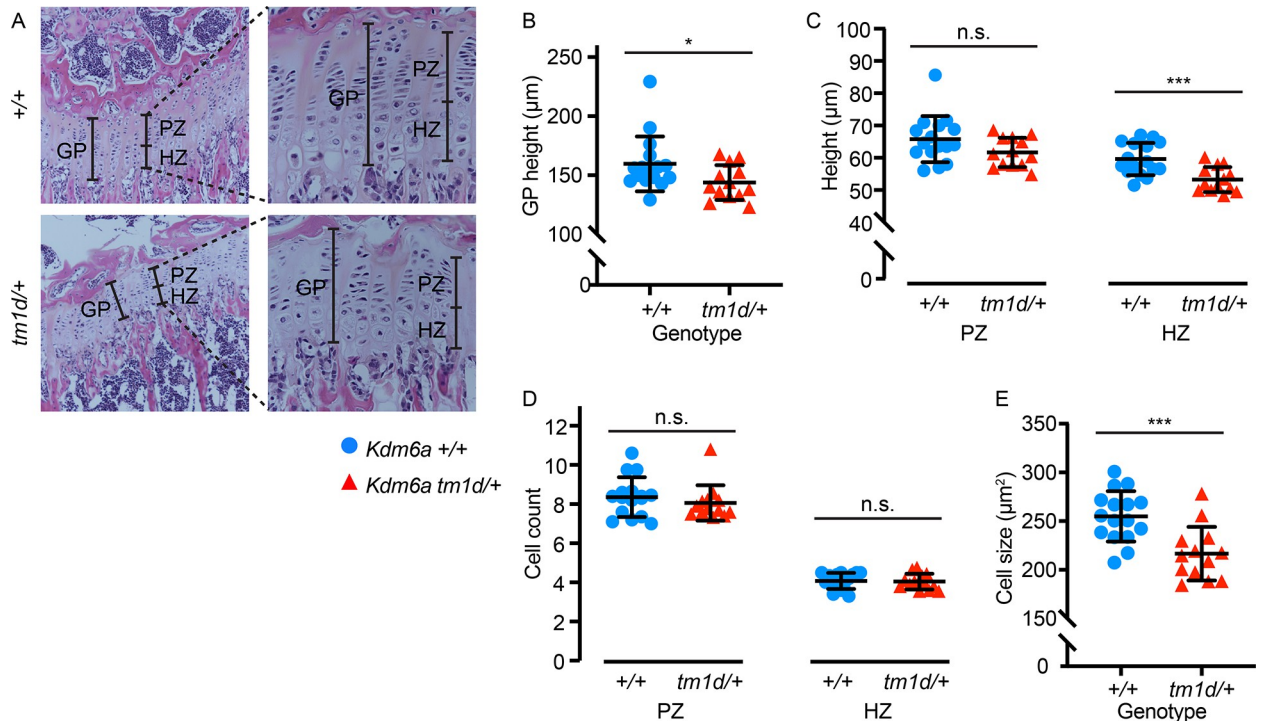 A
+/+
GP
PZ
HZ
GP
PZ
HZ
tm1d/+
GP
PZ
HZ
GP
PZ
HZ
Kdm6a +/+
Kdm6a tm1d/+
B
GP height (µm)
250
200
150
100
0
*
+/+ tm1d/+
Genotype
C
Height (µm)
100
90
80
70
60
50
40
0
n.s.
***
+/+ tm1d/+ +/+ tm1d/+
PZ HZ
D
Cell count
12
10
8
6
4
2
0
n.s.
n.s.
+/+ tm1d/+ +/+ tm1d/+
PZ HZ
E
Cell size (µm²)
350
300
250
200
150
0
***
+/+ tm1d/+
Genotype